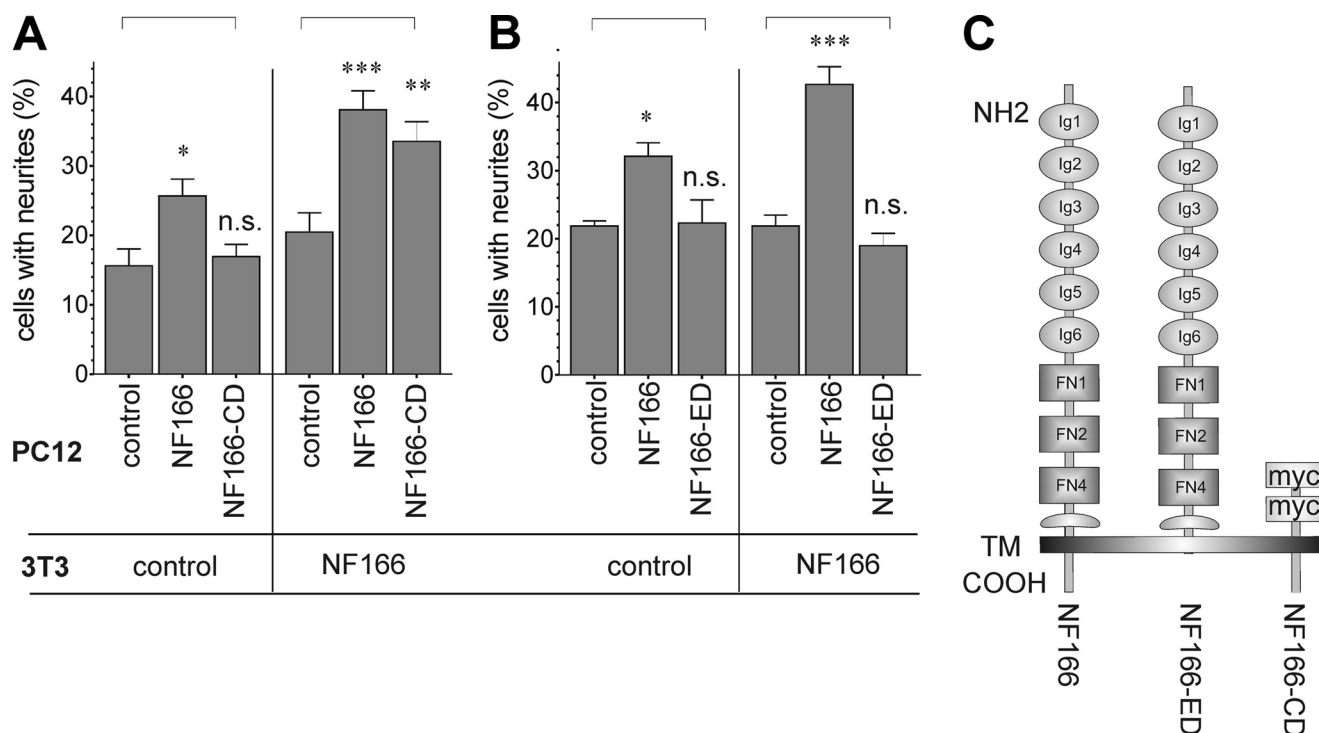 A
cells with neurites (%)
40
30
20
10
0
*
n.s.
***
**
control
NF166
NF166-CD
control
NF166
NF166-CD
B
cells with neurites (%)
40
30
20
10
0
*
n.s.
***
n.s.
control
NF166
NF166-ED
control
NF166
NF166-ED
PC12
3T3
control
NF166
control
NF166
C
NH2
Ig1
Ig1
Ig2
Ig2
Ig3
Ig3
Ig4
Ig4
Ig5
Ig5
Ig6
Ig6
FN1
FN1
FN2
FN2
FN4
FN4
myc
myc
TM
COOH
NF166
NF166-ED
NF166-CD